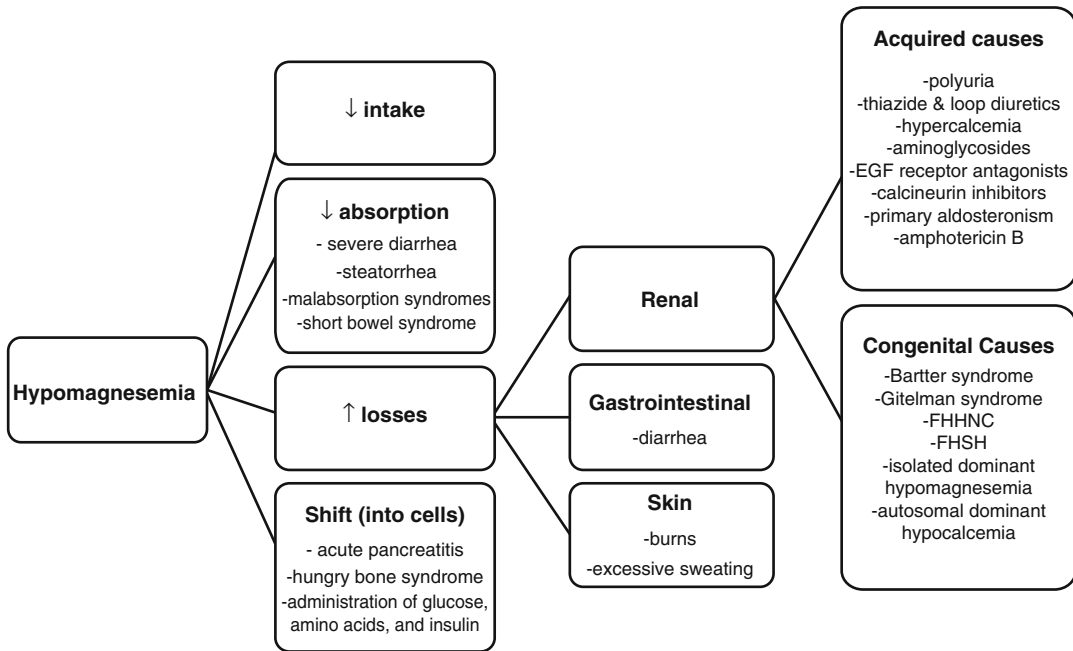 Hypomagnesemia
↓ intake
↓ absorption
- severe diarrhea
-steatorrhea
-malabsorption syndromes
-short bowel syndrome
↑ losses
Shift (into cells)
- acute pancreatitis
-hungry bone syndrome
-administration of glucose,
amino acids, and insulin
Renal
Gastrointestinal
-diarrhea
Skin
-burns
-excessive sweating
Acquired causes
-polyuria
-thiazide & loop diuretics
-hypercalcemia
-aminoglycosides
-EGF receptor antagonists
-calcineurin inhibitors
-primary aldosteronism
-amphotericin B
Congenital Causes
-Bartter syndrome
-Gitelman syndrome
-FHHNC
-FHSH
-isolated dominant
hypomagnesemia
-autosomal dominant
hypocalcemia